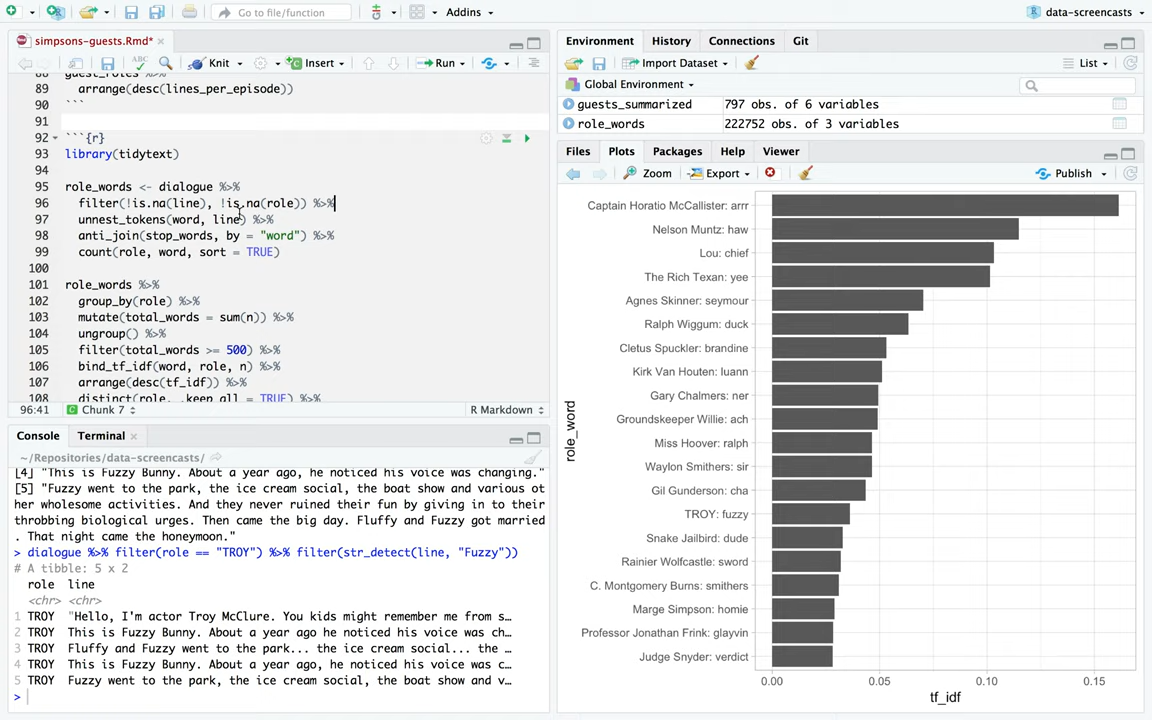 Go to file/function
Addins
data-screencasts
simpsons-guests.Rmd*
ABC
Knit
Insert
Run
88 guest_roles %>%
89 arrange(desc(lines_per_episode))
90 ```
91
92 ```{r}
93 library(tidytext)
94
95 role_words <- dialogue %>%
96 filter(!is.na(line), !is.na(role)) %>%
97 unnest_tokens(word, line) %>%
98 anti_join(stop_words, by = "word") %>%
99 count(role, word, sort = TRUE)
100
101 role_words %>%
102 group_by(role) %>%
103 mutate(total_words = sum(n)) %>%
104 ungroup() %>%
105 filter(total_words >= 500) %>%
106 bind_tf_idf(word, role, n) %>%
107 arrange(desc(tf_idf)) %>%
108 distinct(role, .keep_all = TRUE) %>%
96:41 Chunk 7 R Markdown
Console Terminal
~/Repositories/data-screencasts/
[4] "This is Fuzzy Bunny. About a year ago, he noticed his voice was changing."
[5] "Fuzzy went to the park, the ice cream social, the boat show and various ot
her wholesome activities. And they never ruined their fun by giving in to their
throbbing biological urges. Then came the big day. Fluffy and Fuzzy got married
. That night came the honeymoon."
> dialogue %>% filter(role == "TROY") %>% filter(str_detect(line, "Fuzzy"))
# A tibble: 5 x 2
role line
<chr> <chr>
1 TROY "Hello, I'm actor Troy McClure. You kids might remember me from s…
2 TROY This is Fuzzy Bunny. About a year ago he noticed his voice was ch…
3 TROY Fluffy and Fuzzy went to the park... the ice cream social... the …
4 TROY This is Fuzzy Bunny. About a year ago, he noticed his voice was c…
5 TROY Fuzzy went to the park, the ice cream social, the boat show and v…
>
Environment History Connections Git
Import Dataset
List
Global Environment
guests_summarized 797 obs. of 6 variables
role_words 222752 obs. of 3 variables
Files Plots Packages Help Viewer
Zoom Export Publish
role_word
Captain Horatio McCallister: arrr
Nelson Muntz: haw
Lou: chief
The Rich Texan: yee
Agnes Skinner: seymour
Ralph Wiggum: duck
Cletus Spuckler: brandine
Kirk Van Houten: luann
Gary Chalmers: ner
Groundskeeper Willie: ach
Miss Hoover: ralph
Waylon Smithers: sir
Gil Gunderson: cha
TROY: fuzzy
Snake Jailbird: dude
Rainier Wolfcastle: sword
C. Montgomery Burns: smithers
Marge Simpson: homie
Professor Jonathan Frink: glayvin
Judge Snyder: verdict
0.00 0.05 0.10 0.15
tf_idf